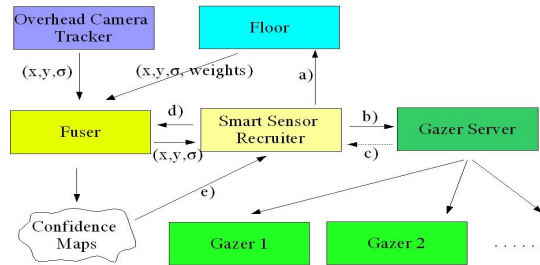 Overhead Camera
Tracker
Floor
(x,y,σ)
(x,y,σ, weights)
a)
Fuser
d)
(x,y,σ)
Smart Sensor
Recruiter
b)
c)
Gazer Server
e)
Confidence
Maps
Gazer 1
Gazer 2
. . . . .